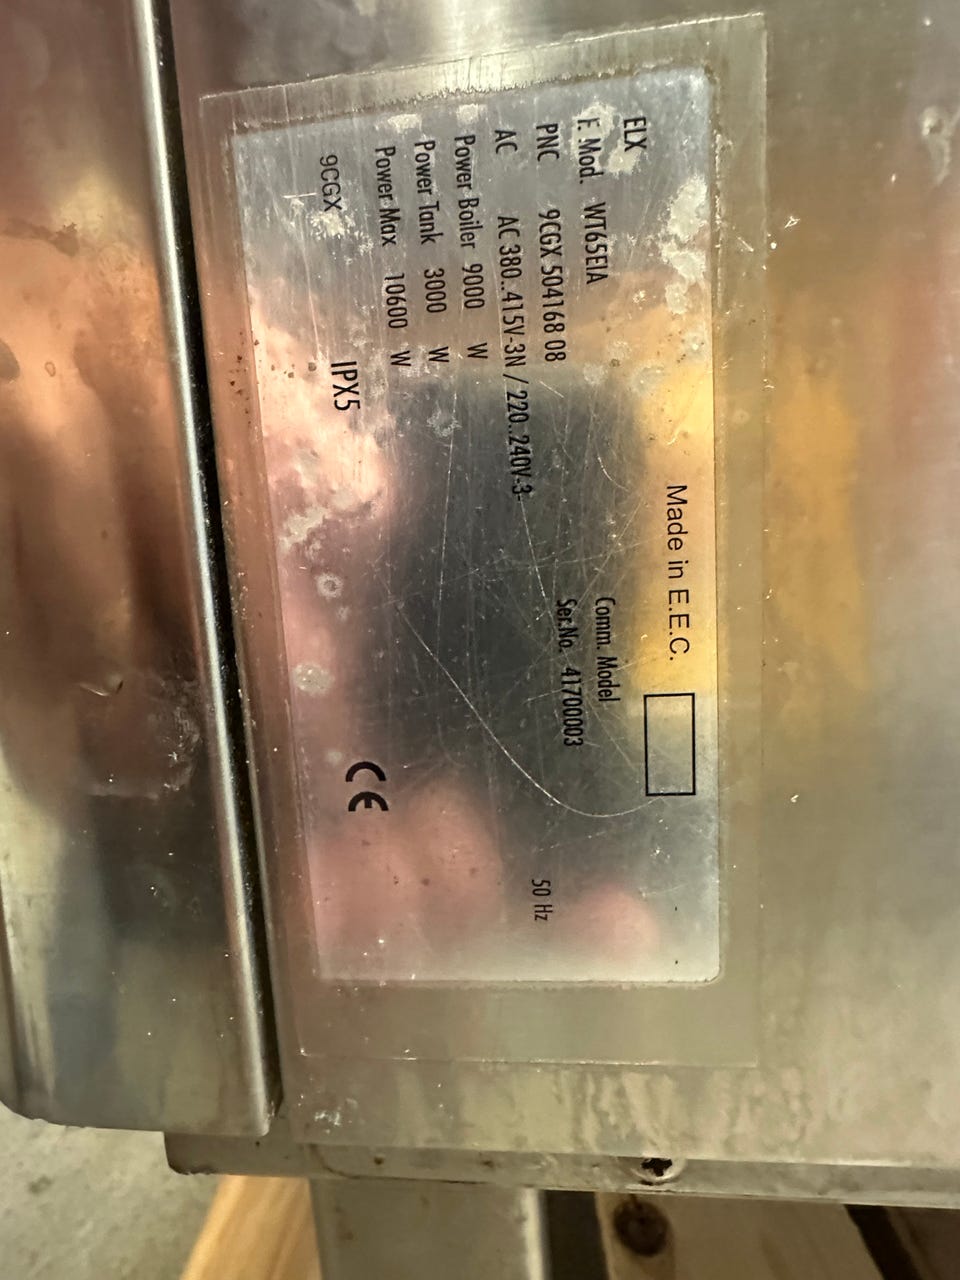 Made in E.E.C.
ELX
F. Mod. WT65EIA Comm. Model
PNC 9CGX 504168 08 Ser.No. 41700003
AC AC 380..415V-3N / 220..240V-3- 50 Hz
Power Boiler 9000 W
Power Tank 3000 W
Power Max 10600 W
9CGX IPX5 CE